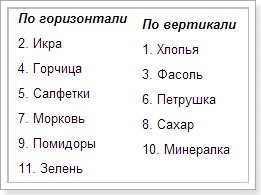 По горизонтали
2. Икра
4. Горчица
5. Салфетки
7. Морковь
9. Помидоры
11. Зелень
По вертикали
1. Хлопья
3. Фасоль
6. Петрушка
8. Сахар
10. Минералка